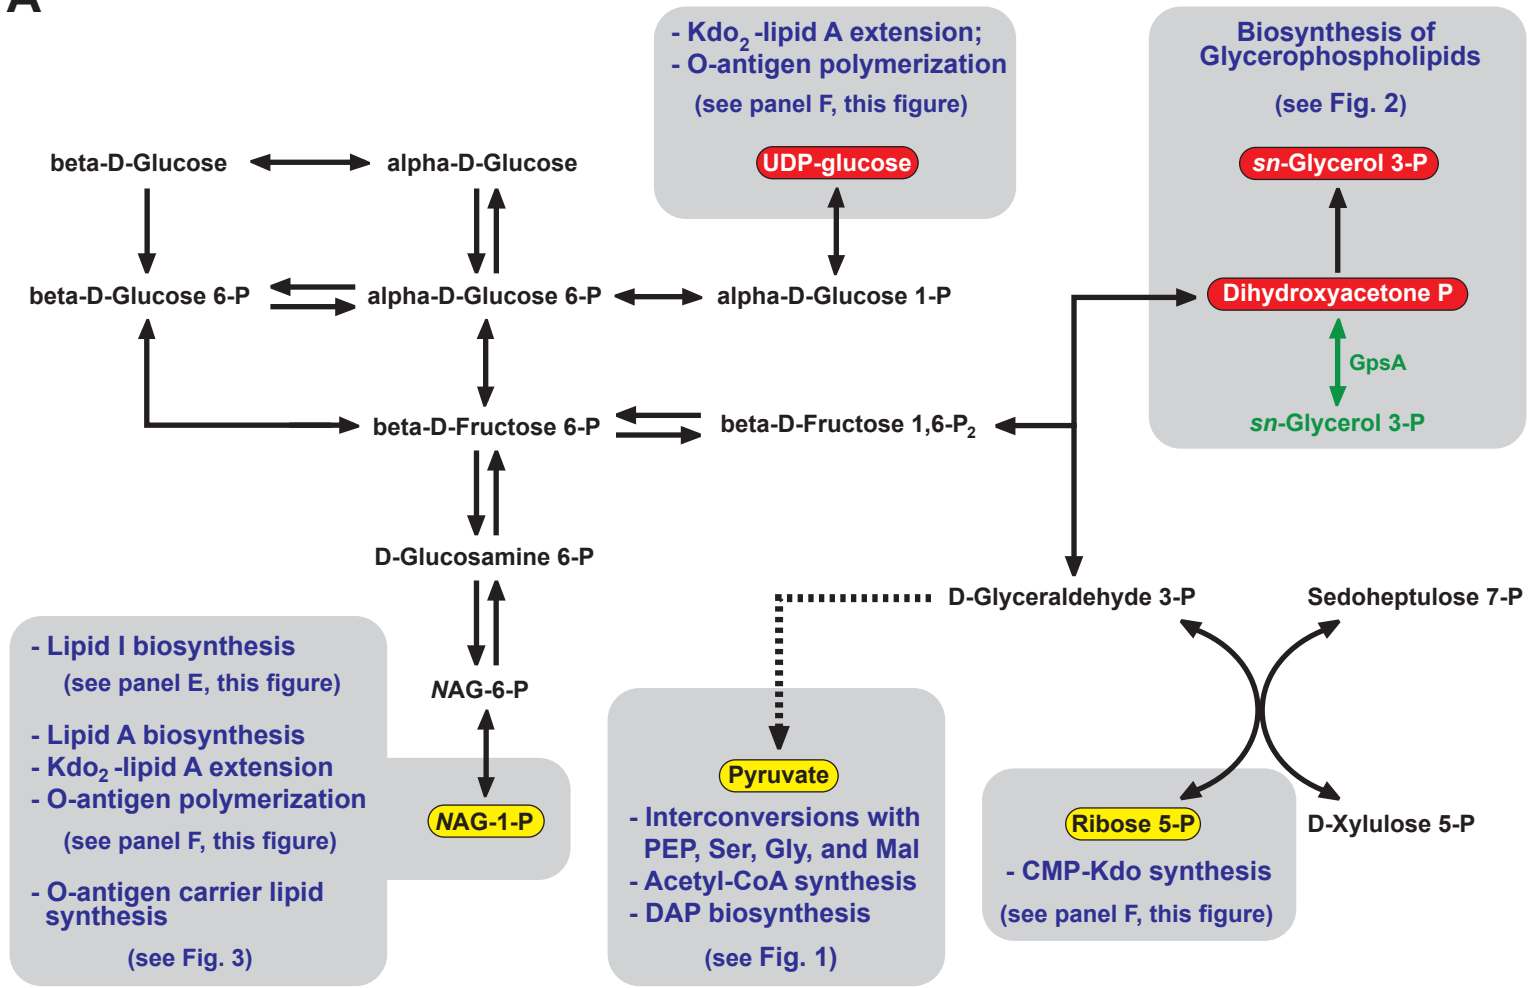 A
- Kdo2 -lipid A extension;
- O-antigen polymerization
(see panel F, this figure)
UDP-glucose
Biosynthesis of
Glycerophospholipids
(see Fig. 2)
sn-Glycerol 3-P
Dihydroxyacetone P
GpsA
sn-Glycerol 3-P
beta-D-Glucose
alpha-D-Glucose
beta-D-Glucose 6-P
alpha-D-Glucose 6-P
alpha-D-Glucose 1-P
beta-D-Fructose 6-P
beta-D-Fructose 1,6-P2
D-Glucosamine 6-P
D-Glyceraldehyde 3-P
Sedoheptulose 7-P
NAG-6-P
NAG-1-P
- Lipid I biosynthesis
(see panel E, this figure)
- Lipid A biosynthesis
- Kdo2 -lipid A extension
- O-antigen polymerization
(see panel F, this figure)
- O-antigen carrier lipid
synthesis
(see Fig. 3)
Pyruvate
- Interconversions with
PEP, Ser, Gly, and Mal
- Acetyl-CoA synthesis
- DAP biosynthesis
(see Fig. 1)
Ribose 5-P
- CMP-Kdo synthesis
(see panel F, this figure)
D-Xylulose 5-P